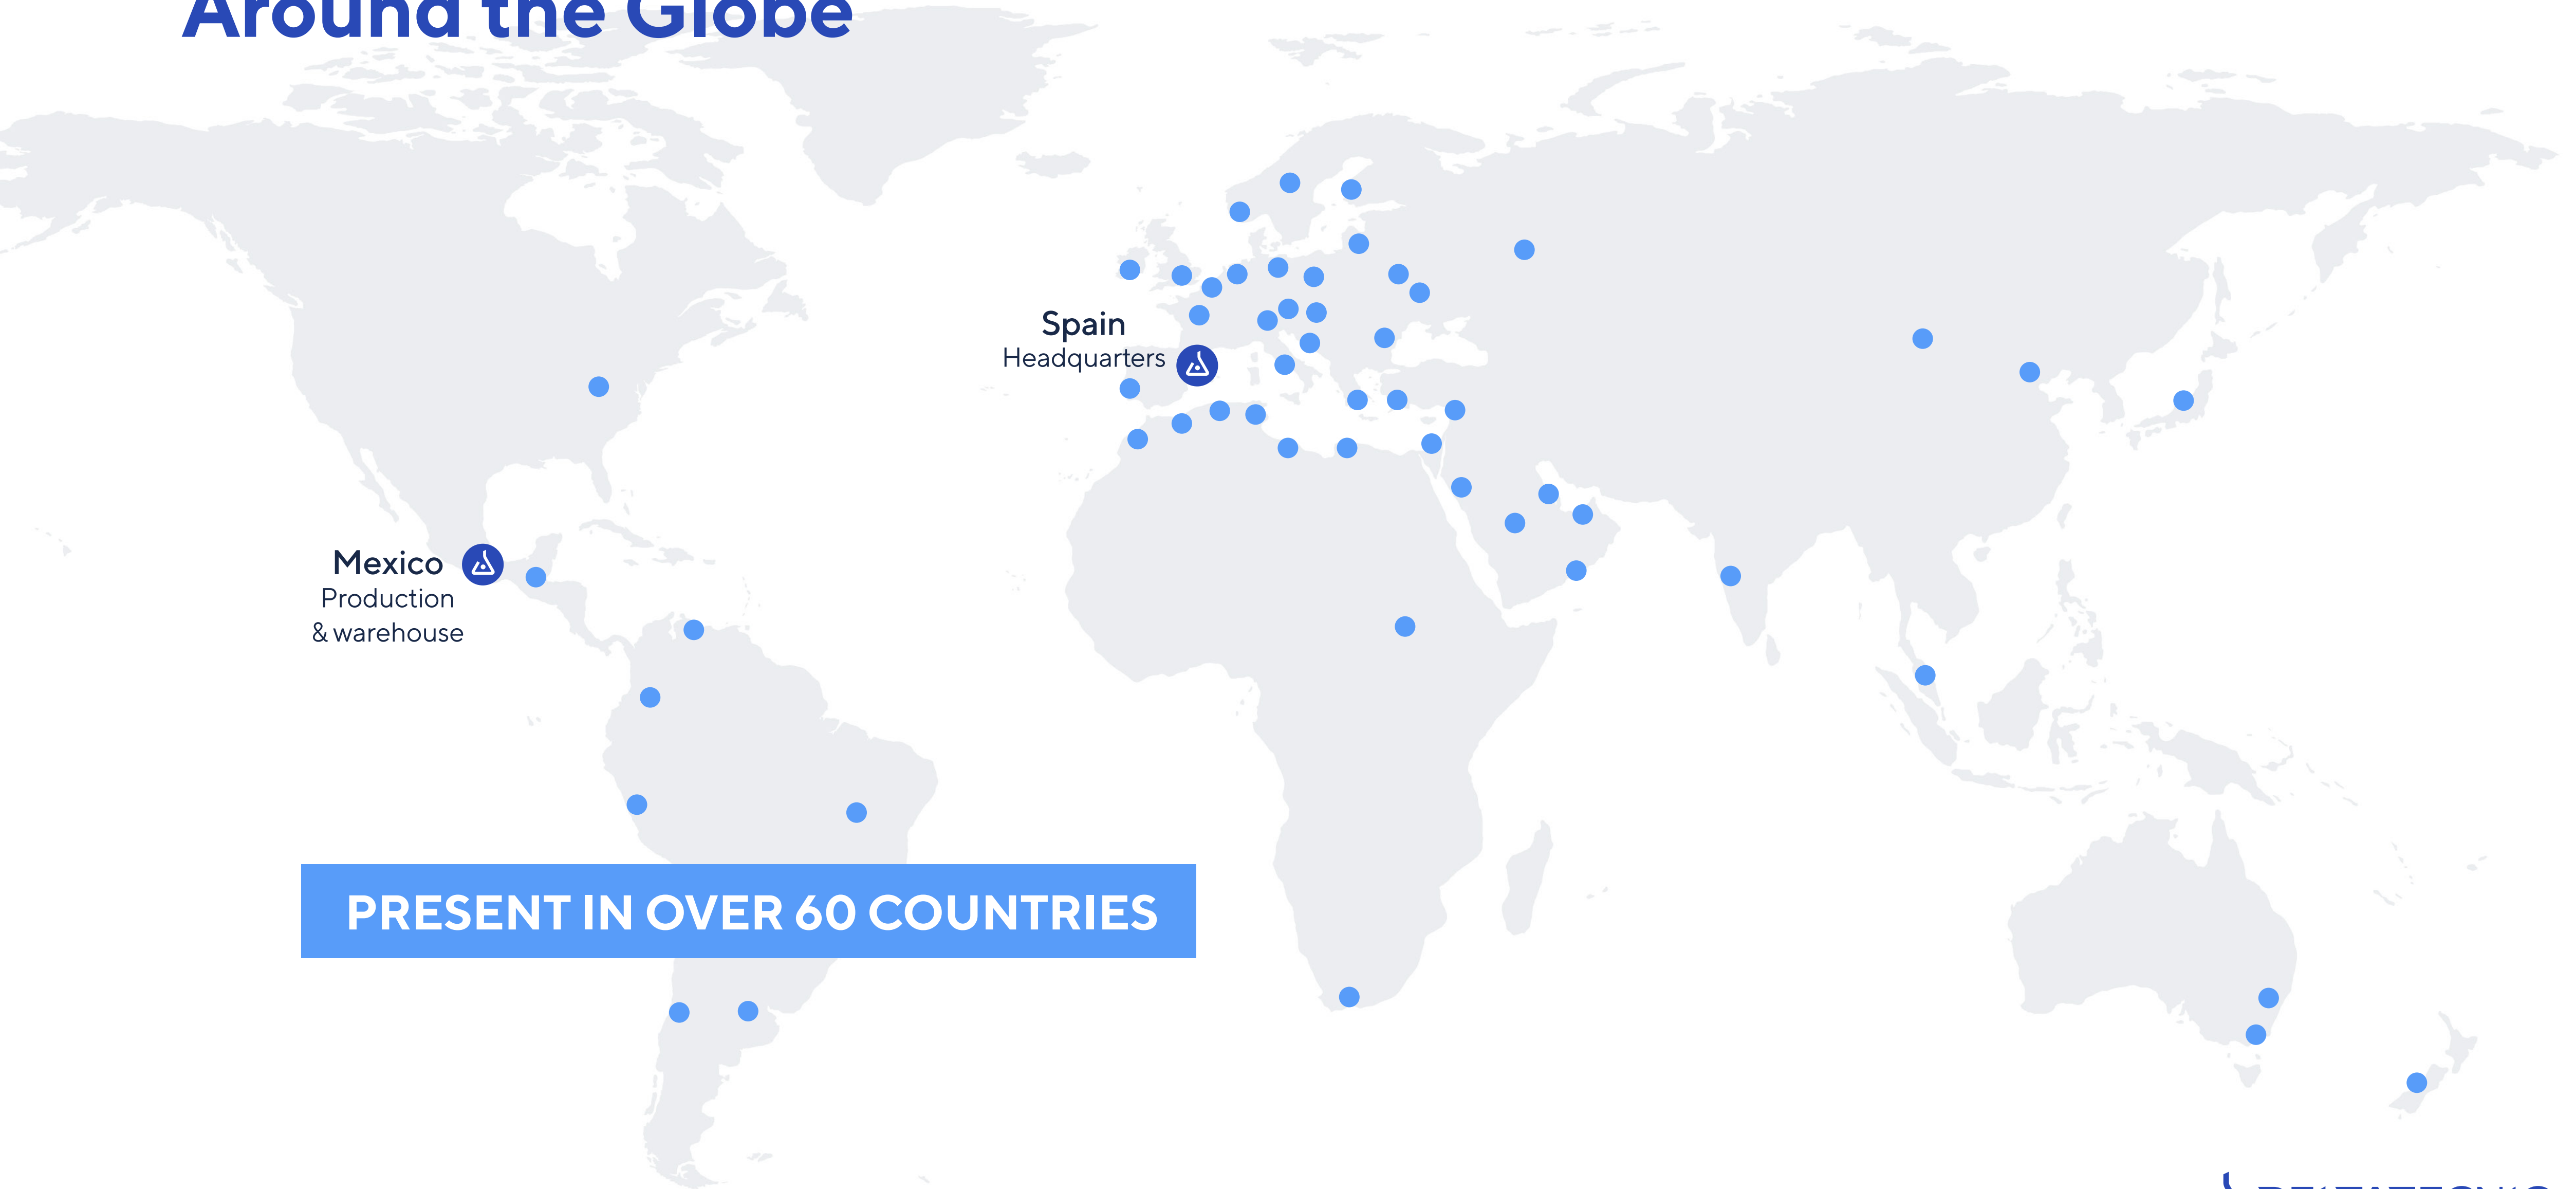 Around the Globe
Spain
Headquarters
Mexico
Production
& warehouse
PRESENT IN OVER 60 COUNTRIES